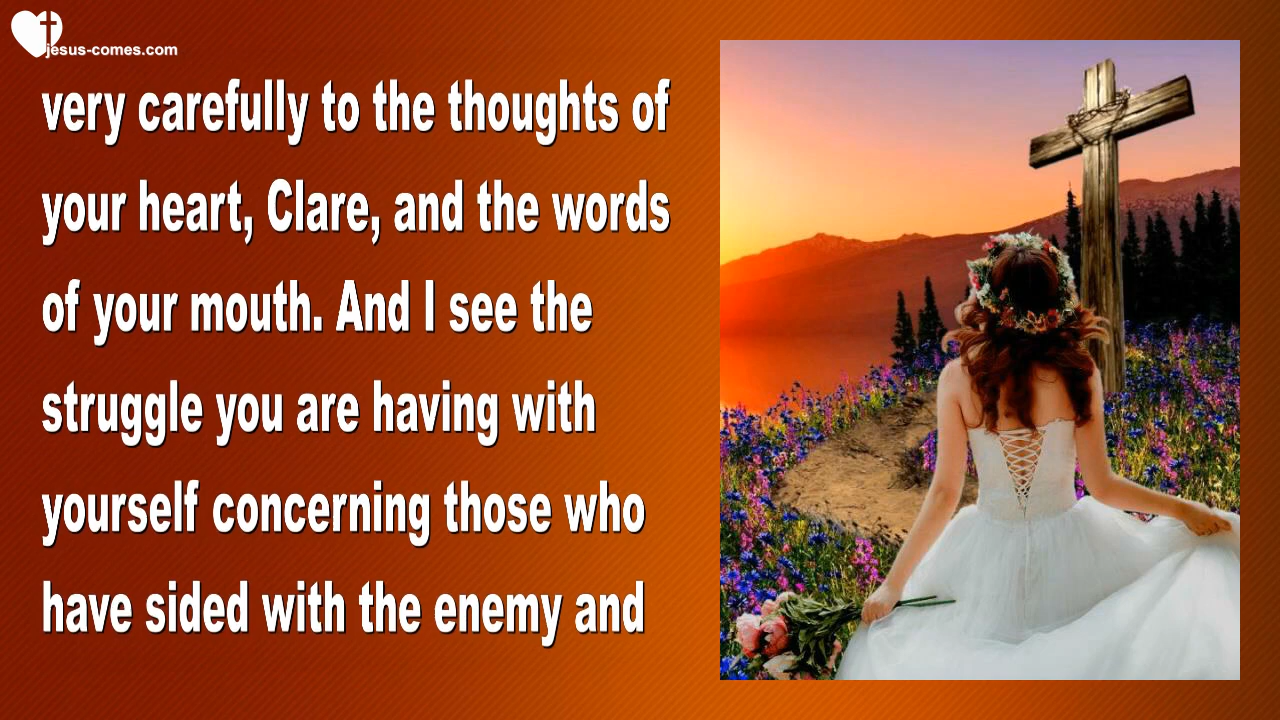 jesus-comes.com
very carefully to the thoughts of
your heart, Clare, and the words
of your mouth. And I see the
struggle you are having with
yourself concerning those who
have sided with the enemy and